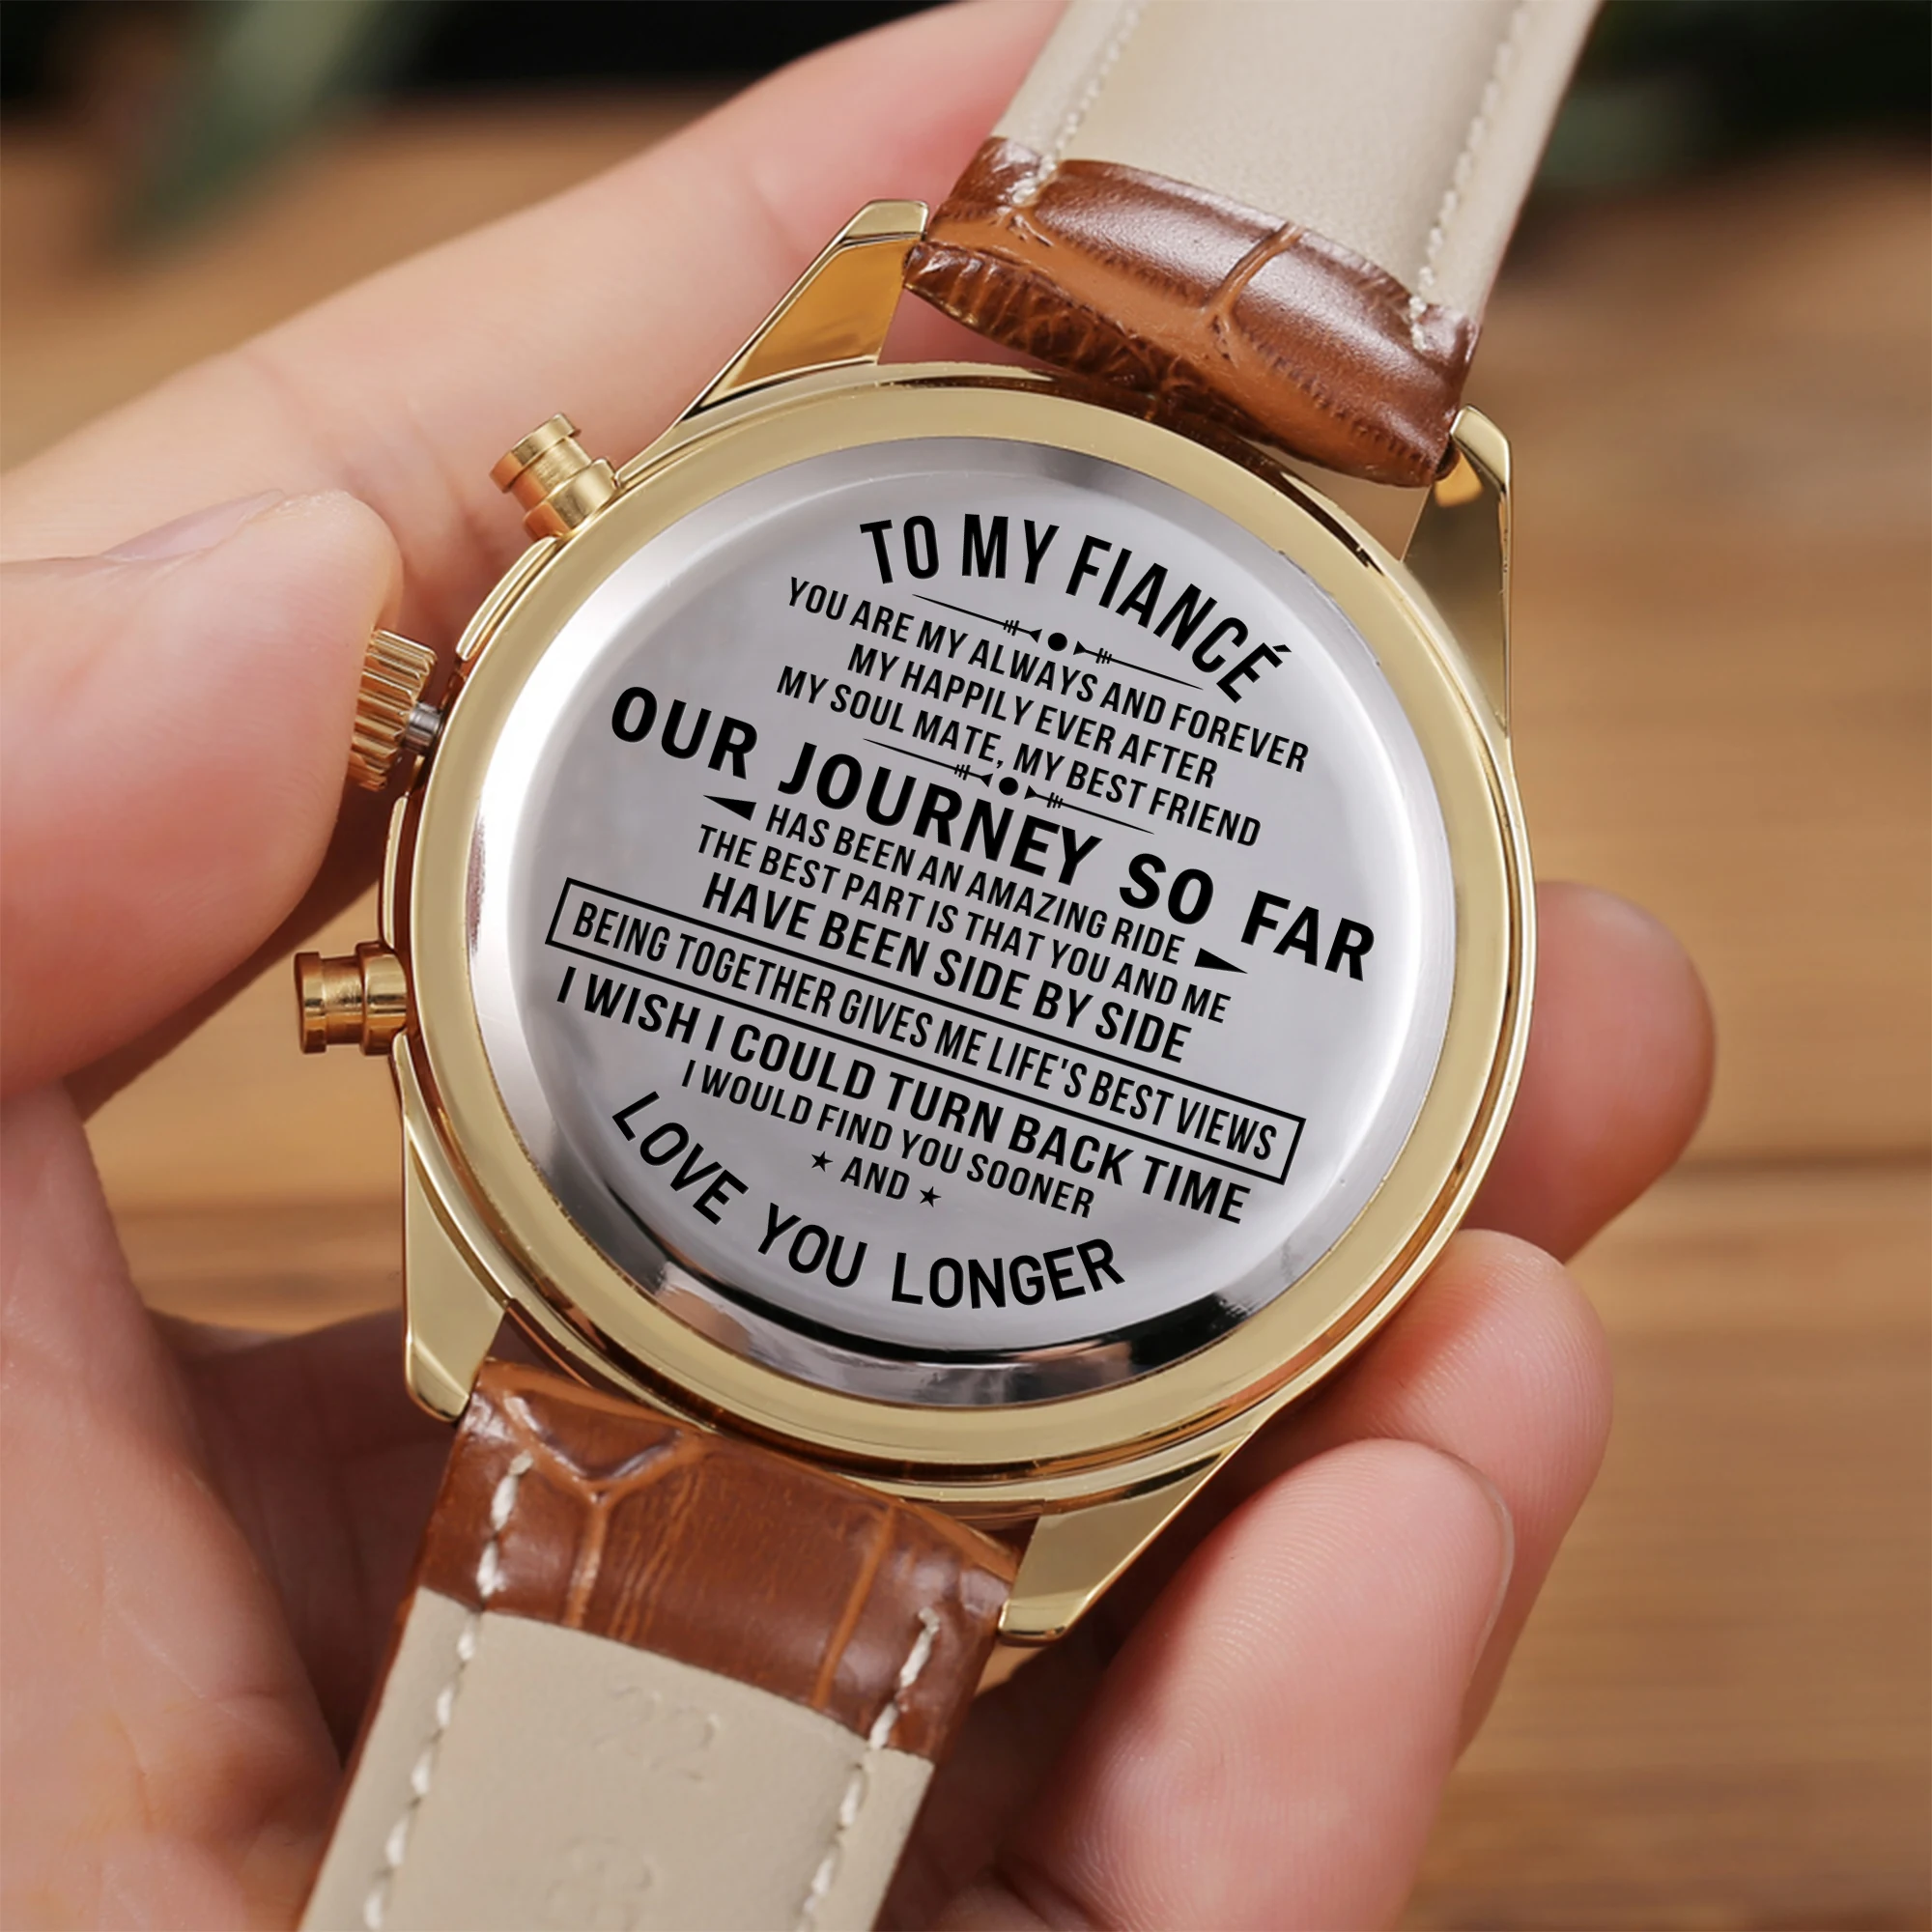 TO MY FIANCÉ
YOU ARE MY ALWAYS AND FOREVER
MY HAPPILY EVER AFTER
MY SOUL MATE, MY BEST FRIEND
OUR JOURNEY SO FAR
HAS BEEN AN AMAZING RIDE
THE BEST PART IS THAT YOU AND ME
HAVE BEEN SIDE BY SIDE
BEING TOGETHER GIVES ME LIFE'S BEST VIEWS
I WISH I COULD TURN BACK TIME
I WOULD FIND YOU SOONER
★ AND ★
LOVE YOU LONGER